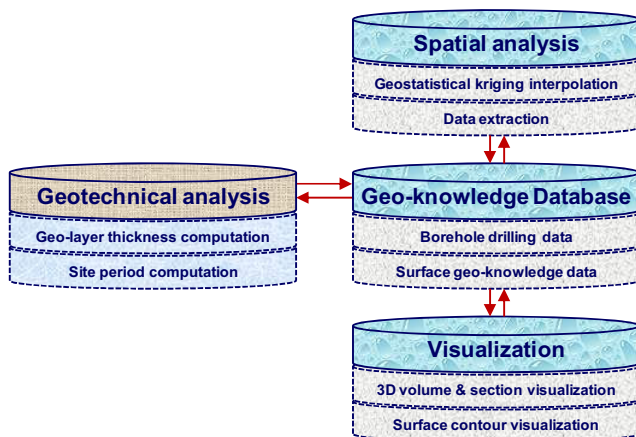 Spatial analysis
Geostatistical kriging interpolation
Data extraction
Geotechnical analysis
Geo-layer thickness computation
Site period computation
Geo-knowledge Database
Borehole drilling data
Surface geo-knowledge data
Visualization
3D volume & section visualization
Surface contour visualization